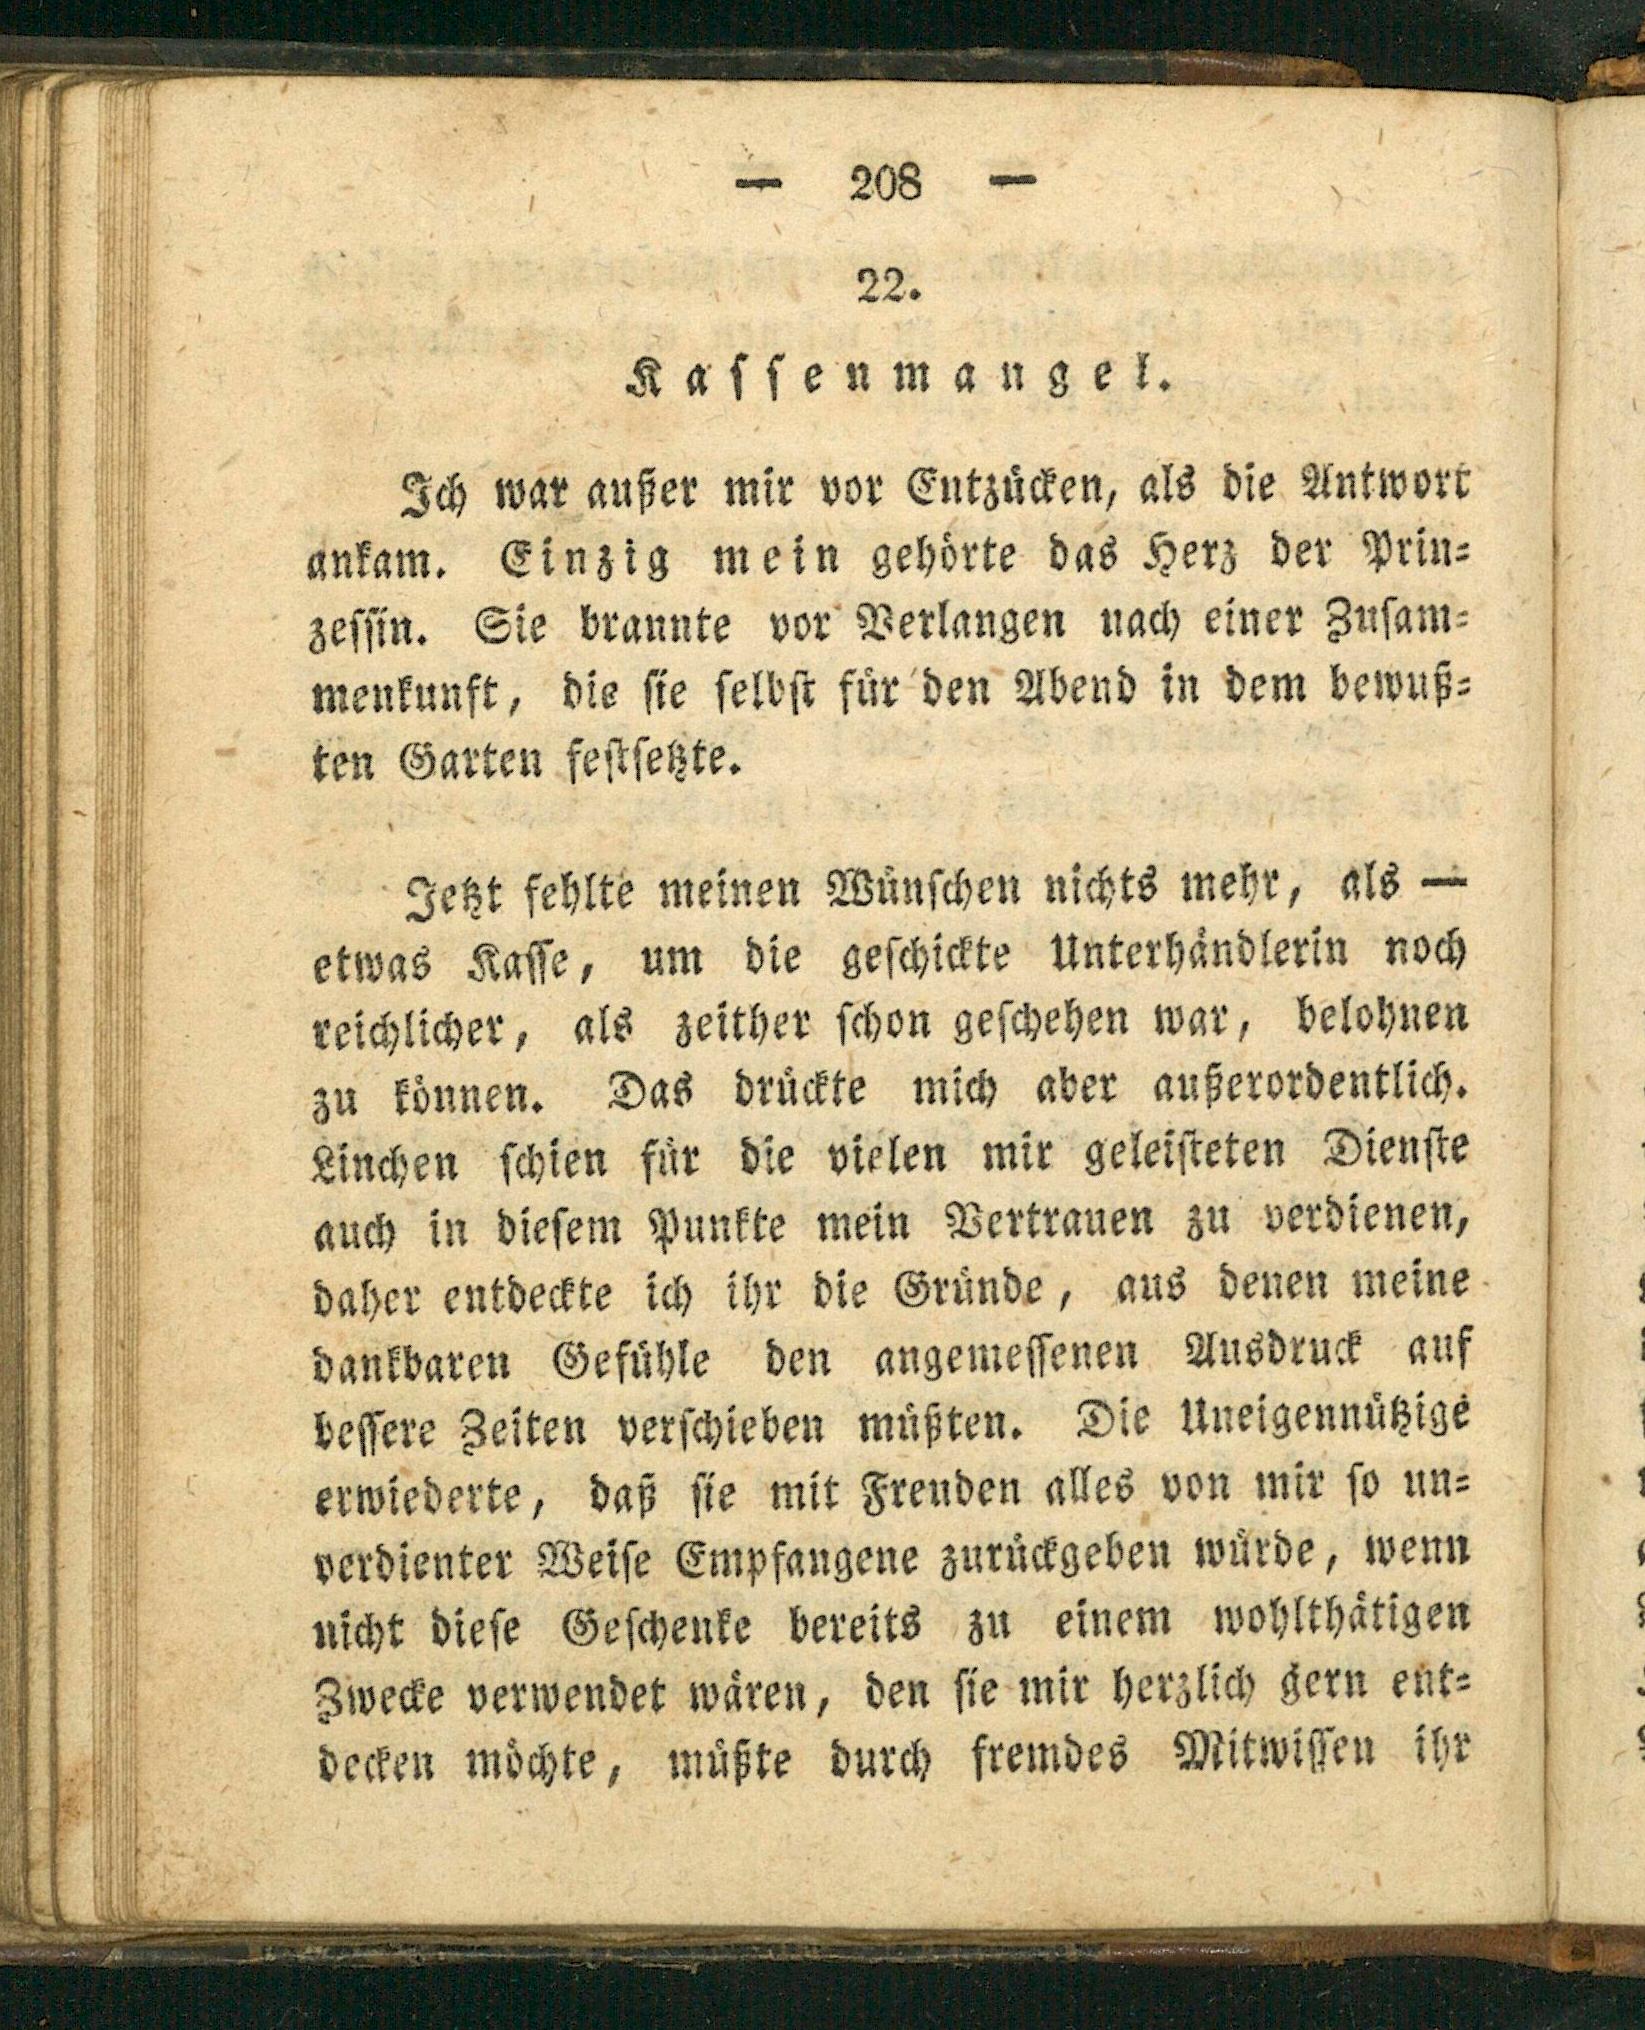 — 208 —
22.
Kaſſenmangel.
Ich war außer mir vor Entzücken, als die Antwort
ankam. Einzig mein gehörte das Herz der Prin-
zeſſin. Sie brannte vor Verlangen nach einer Zuſam-
menkunft, die ſie ſelbſt für den Abend in dem bewuß-
ten Garten feſtſetzte.
Jetzt fehlte meinen Wünſchen nichts mehr, als —
etwas Kaſſe, um die geſchickte Unterhändlerin noch
reichlicher, als zeither ſchon geſchehen war, belohnen
zu können. Das drückte mich aber außerordentlich.
Linchen ſchien für die vielen mir geleiſteten Dienſte
auch in dieſem Punkte mein Vertrauen zu verdienen,
daher entdeckte ich ihr die Gründe, aus denen meine
dankbaren Gefühle den angemeſſenen Ausdruck auf
beſſere Zeiten verſchieben müßten. Die Uneigennützige
erwiederte, daß ſie mit Freuden alles von mir ſo un-
verdienter Weiſe Empfangene zurückgeben würde, wenn
nicht dieſe Geſchenke bereits zu einem wohlthätigen
Zwecke verwendet wären, den ſie mir herzlich gern ent-
decken möchte, müßte durch fremdes Mitwiſſen ihr